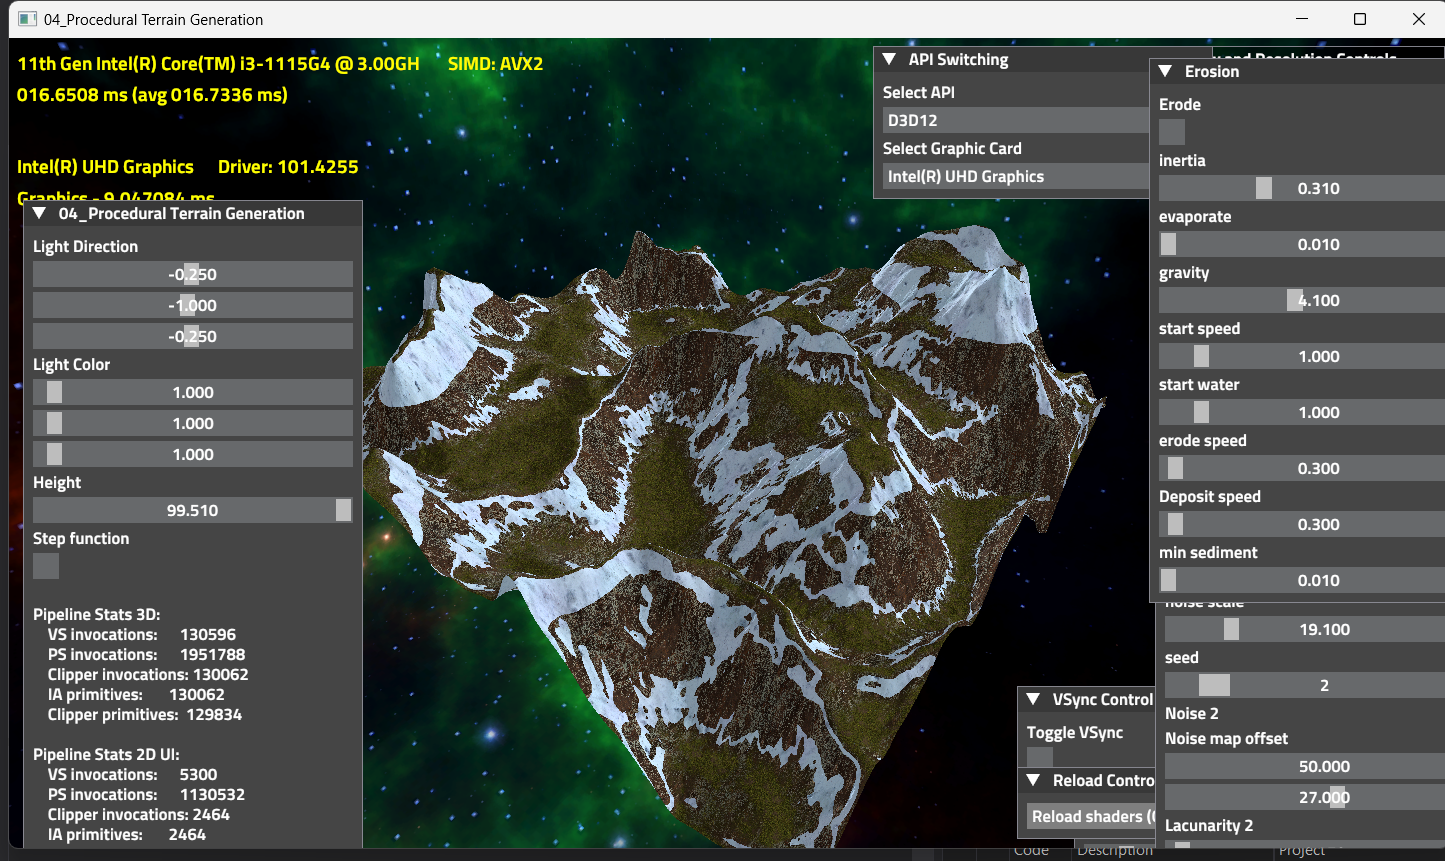 04_Procedural Terrain Generation
11th Gen Intel(R) Core(TM) i3-1115G4 @ 3.00GH SIMD: AVX2
016.6508 ms (avg 016.7336 ms)
Intel(R) UHD Graphics Driver: 101.4255
Graphics - 9.047084 ms
04_Procedural Terrain Generation
Light Direction
-0.250
-1.000
-0.250
Light Color
1.000
1.000
1.000
Height
99.510
Step function
Pipeline Stats 3D:
VS invocations: 130596
PS invocations: 1951788
Clipper invocations: 130062
IA primitives: 130062
Clipper primitives: 129834
Pipeline Stats 2D UI:
VS invocations: 5300
PS invocations: 1130532
Clipper invocations: 2464
IA primitives: 2464
API Switching
Select API
D3D12
Select Graphic Card
Intel(R) UHD Graphics
y and Resolution Controls
Erosion
Erode
inertia
0.310
evaporate
0.010
gravity
4.100
start speed
1.000
start water
1.000
erode speed
0.300
Deposit speed
0.300
min sediment
0.010
noise scale
19.100
seed
2
Noise 2
Noise map offset
50.000
27.000
Lacunarity 2
VSync Control
Toggle VSync
Reload Contro
Reload shaders (
Code Description Project